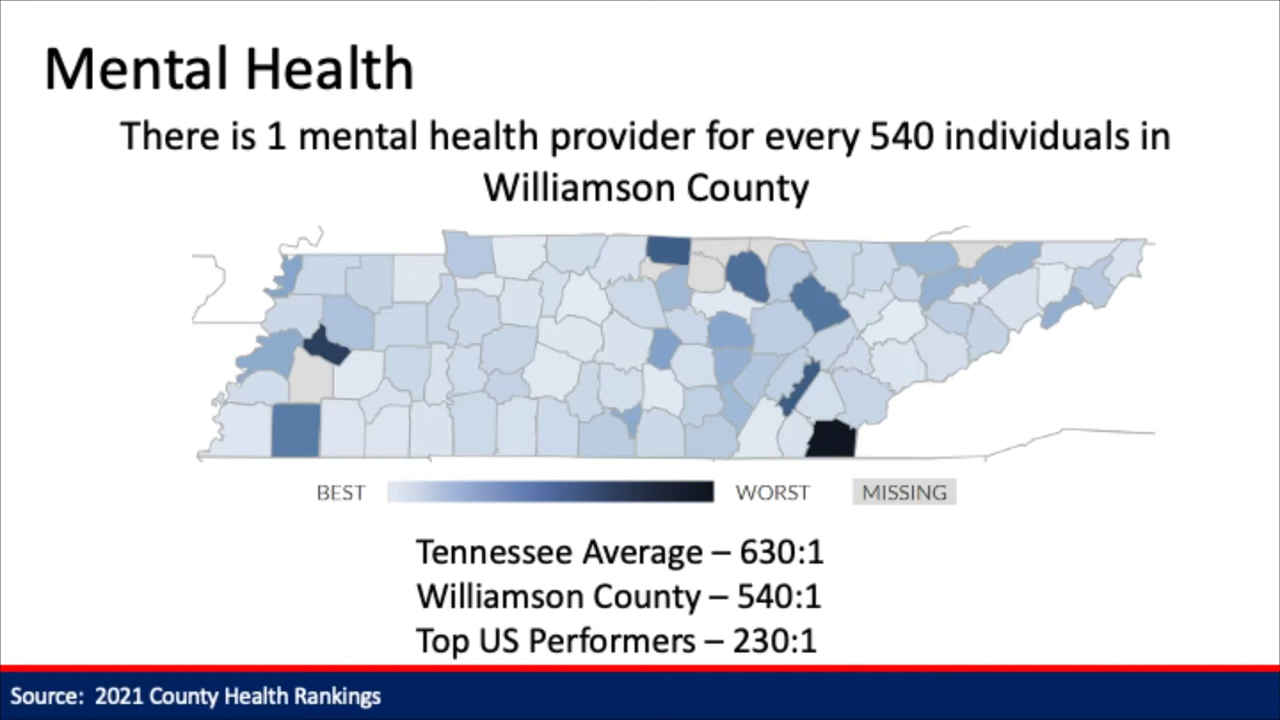 Mental Health
There is 1 mental health provider for every 540 individuals in
Williamson County
BEST WORST MISSING
Tennessee Average – 630:1
Williamson County – 540:1
Top US Performers – 230:1
Source: 2021 County Health Rankings